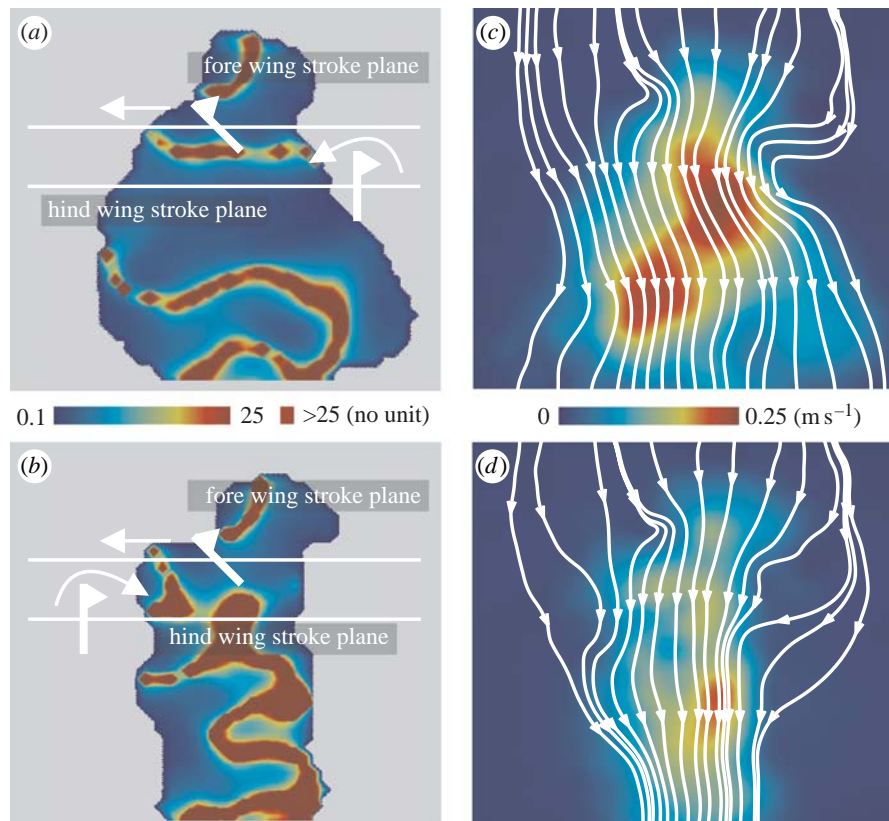 (a)
fore wing stroke plane
hind wing stroke plane
(c)
0.1 25 >25 (no unit)
0 0.25 (m s⁻¹)
(b)
fore wing stroke plane
hind wing stroke plane
(d)